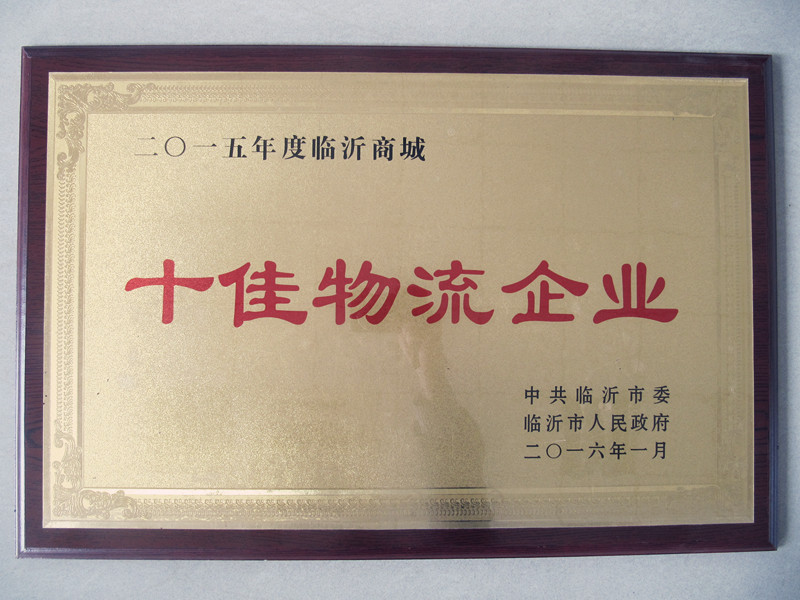 二〇一五年度临沂商城
十佳物流企业
中共临沂市委
临沂市人民政府
二〇一六年一月